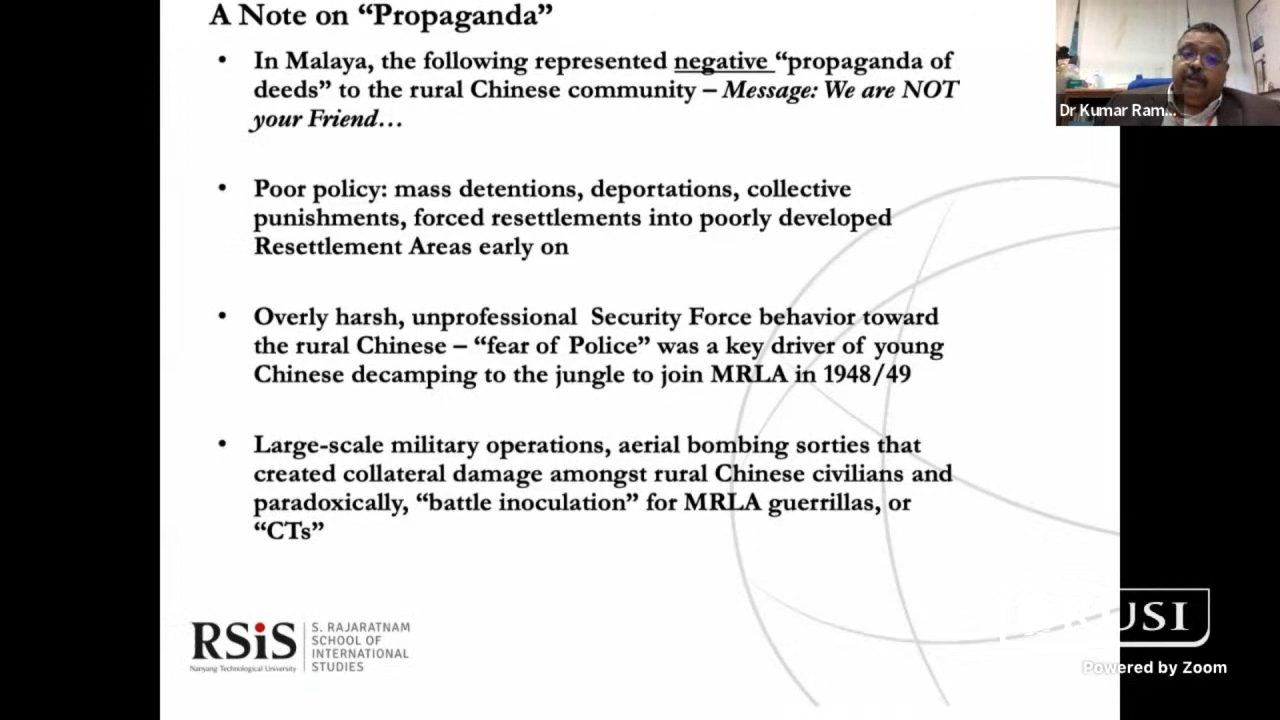 A Note on “Propaganda”
• In Malaya, the following represented negative “propaganda of
deeds” to the rural Chinese community – Message: We are NOT
your Friend…
• Poor policy: mass detentions, deportations, collective
punishments, forced resettlements into poorly developed
Resettlement Areas early on
• Overly harsh, unprofessional Security Force behavior toward
the rural Chinese – “fear of Police” was a key driver of young
Chinese decamping to the jungle to join MRLA in 1948/49
• Large-scale military operations, aerial bombing sorties that
created collateral damage amongst rural Chinese civilians and
paradoxically, “battle inoculation” for MRLA guerrillas, or
“CTs”
Dr Kumar Ram...
RSiS
Nanyang Technological University
S. RAJARATNAM
SCHOOL OF
INTERNATIONAL
STUDIES
USI
Powered by Zoom